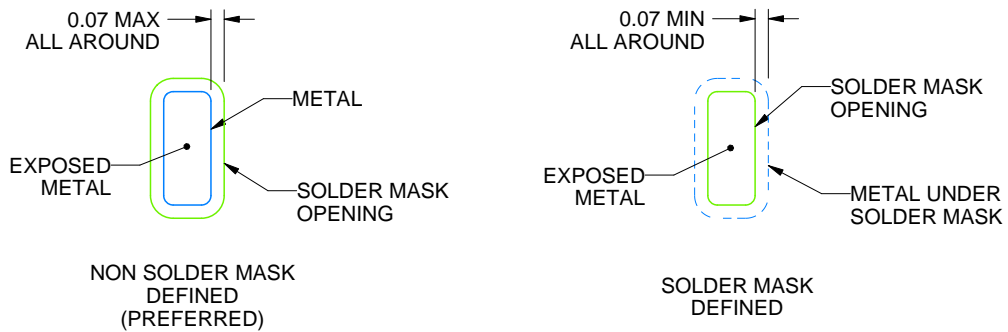 0.07 MAX
ALL AROUND
METAL
EXPOSED
METAL
SOLDER MASK
OPENING
NON SOLDER MASK
DEFINED
(PREFERRED)
0.07 MIN
ALL AROUND
SOLDER MASK
OPENING
EXPOSED
METAL
METAL UNDER
SOLDER MASK
SOLDER MASK
DEFINED